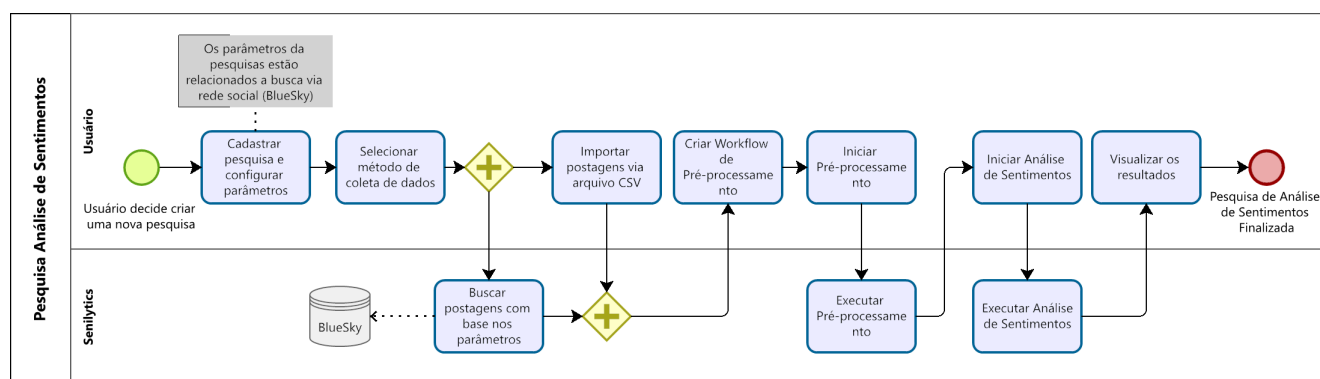 Pesquisa Análise de Sentimentos
Usuário
Os parâmetros da
pesquisas estão
relacionados a busca via
rede social (BlueSky)
Usuário decide criar
uma nova pesquisa
Cadastrar
pesquisa e
configurar
parâmetros
Selecionar
método de
coleta de dados
Importar
postagens via
arquivo CSV
Criar Workflow
de
Pré-processame
nto
Iniciar
Pré-processame
nto
Iniciar Análise
de Sentimentos
Visualizar os
resultados
Pesquisa de Análise
de Sentimentos
Finalizada
Senilytics
BlueSky
Buscar
postagens com
base nos
parâmetros
Executar
Pré-processame
nto
Executar Análise
de Sentimentos